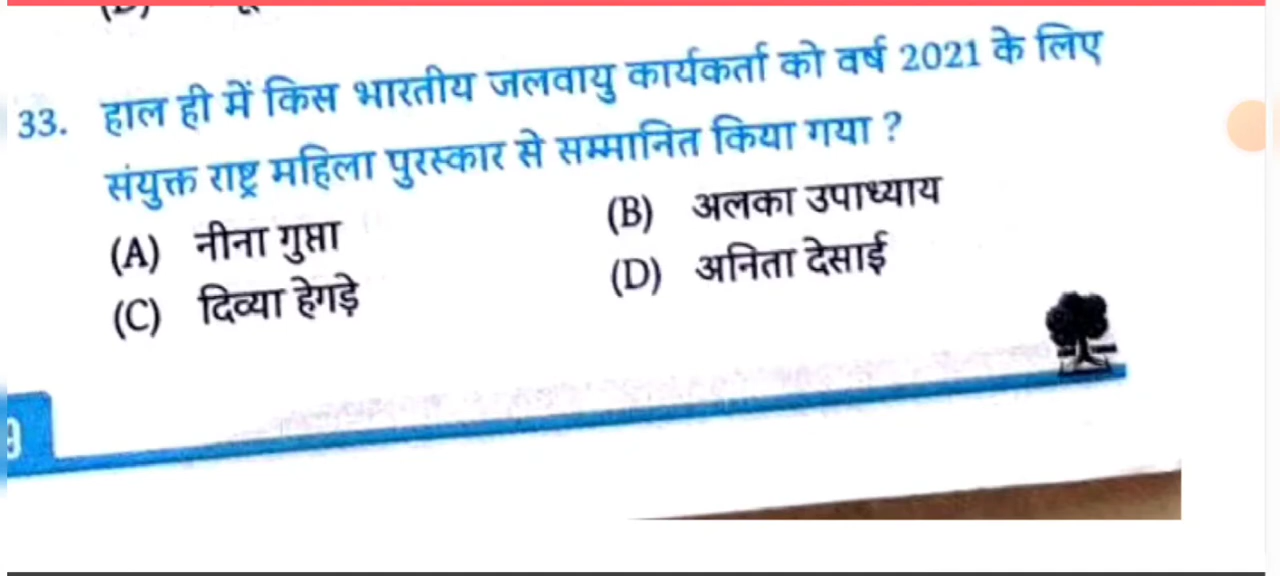 33. हाल ही में किस भारतीय जलवायु कार्यकर्ता को वर्ष 2021 के लिए
संयुक्त राष्ट्र महिला पुरस्कार से सम्मानित किया गया ?
(A) नीना गुप्ता (B) अलका उपाध्याय
(C) दिव्या हेगड़े (D) अनिता देसाई